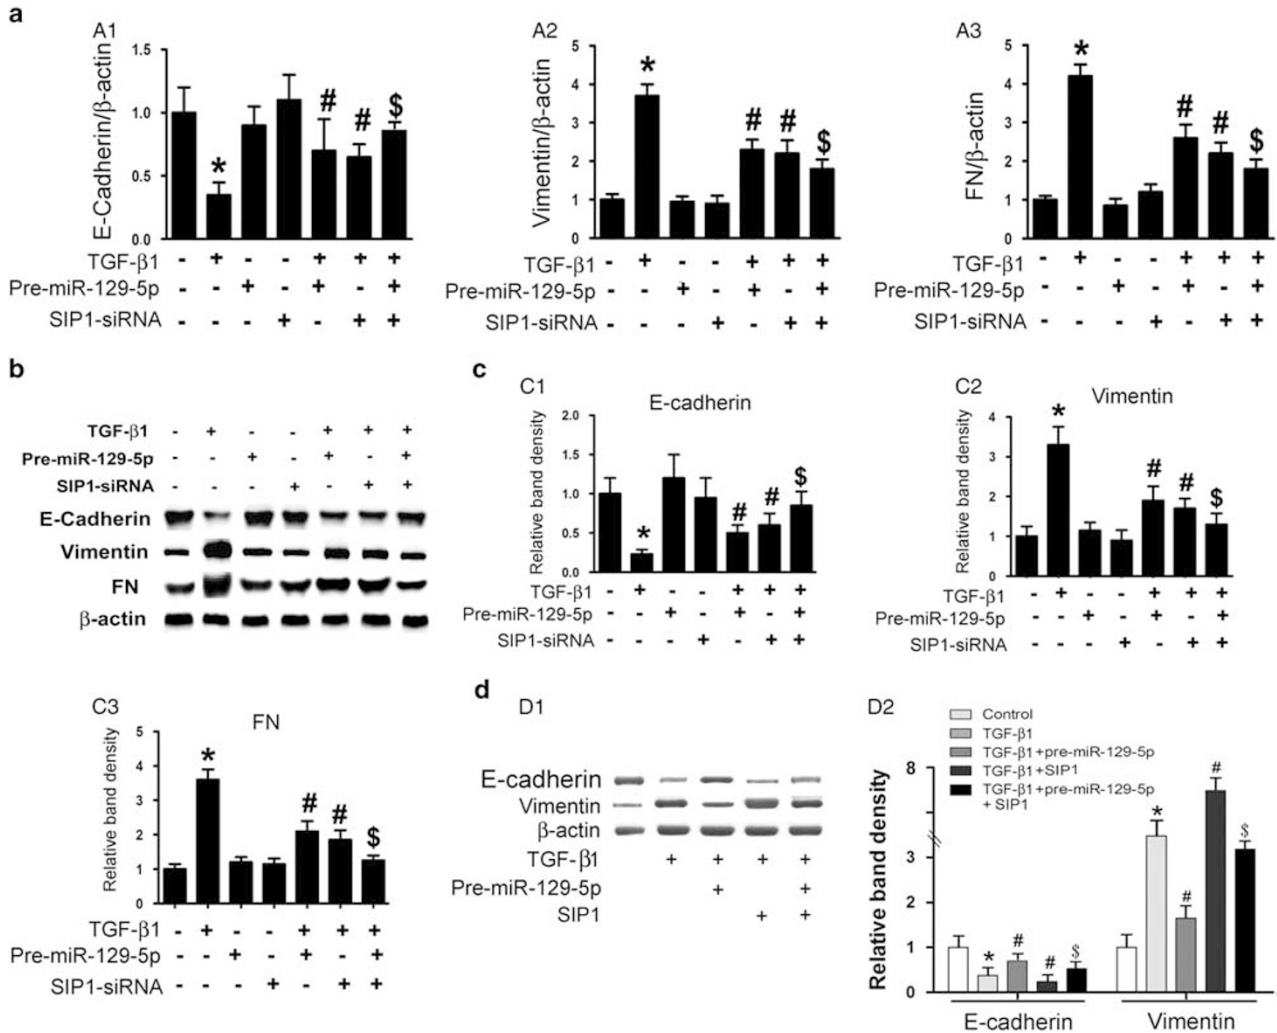 a
A1
E-Cadherin/β-actin
1.5
1.0
0.5
0.0
* # # $
TGF-β1 - + - - + + +
Pre-miR-129-5p - - + - + - +
SIP1-siRNA - - - + - + +
A2
Vimentin/β-actin
5
4
3
2
1
0
* # # $
TGF-β1 - + - - + + +
Pre-miR-129-5p - - + - + - +
SIP1-siRNA - - - + - + +
A3
FN/β-actin
5
4
3
2
1
0
* # # $
TGF-β1 - + - - + + +
Pre-miR-129-5p - - + - + - +
SIP1-siRNA - - - + - + +
b
TGF-β1 - + - - + + +
Pre-miR-129-5p - - + - + - +
SIP1-siRNA - - - + - + +
E-Cadherin
Vimentin
FN
β-actin
c
C1
E-cadherin
Relative band density
2.0
1.5
1.0
0.5
0.0
* # # $
TGF-β1 - + - - + + +
Pre-miR-129-5p - - + - + - +
SIP1-siRNA - - - + - + +
C2
Vimentin
Relative band density
4
3
2
1
0
* # # $
TGF-β1 - + - - + + +
Pre-miR-129-5p - - + - + - +
SIP1-siRNA - - - + - + +
C3
FN
Relative band density
5
4
3
2
1
0
* # # $
TGF-β1 - + - - + + +
Pre-miR-129-5p - - + - + - +
SIP1-siRNA - - - + - + +
d
D1
E-cadherin
Vimentin
β-actin
TGF-β1 + + + +
Pre-miR-129-5p + +
SIP1 + +
D2
Control
TGF-β1
TGF-β1+pre-miR-129-5p
TGF-β1+SIP1
TGF-β1+pre-miR-129-5p
+ SIP1
Relative band density
8
3
2
1
0
* # # $
* # # $
E-cadherin
Vimentin